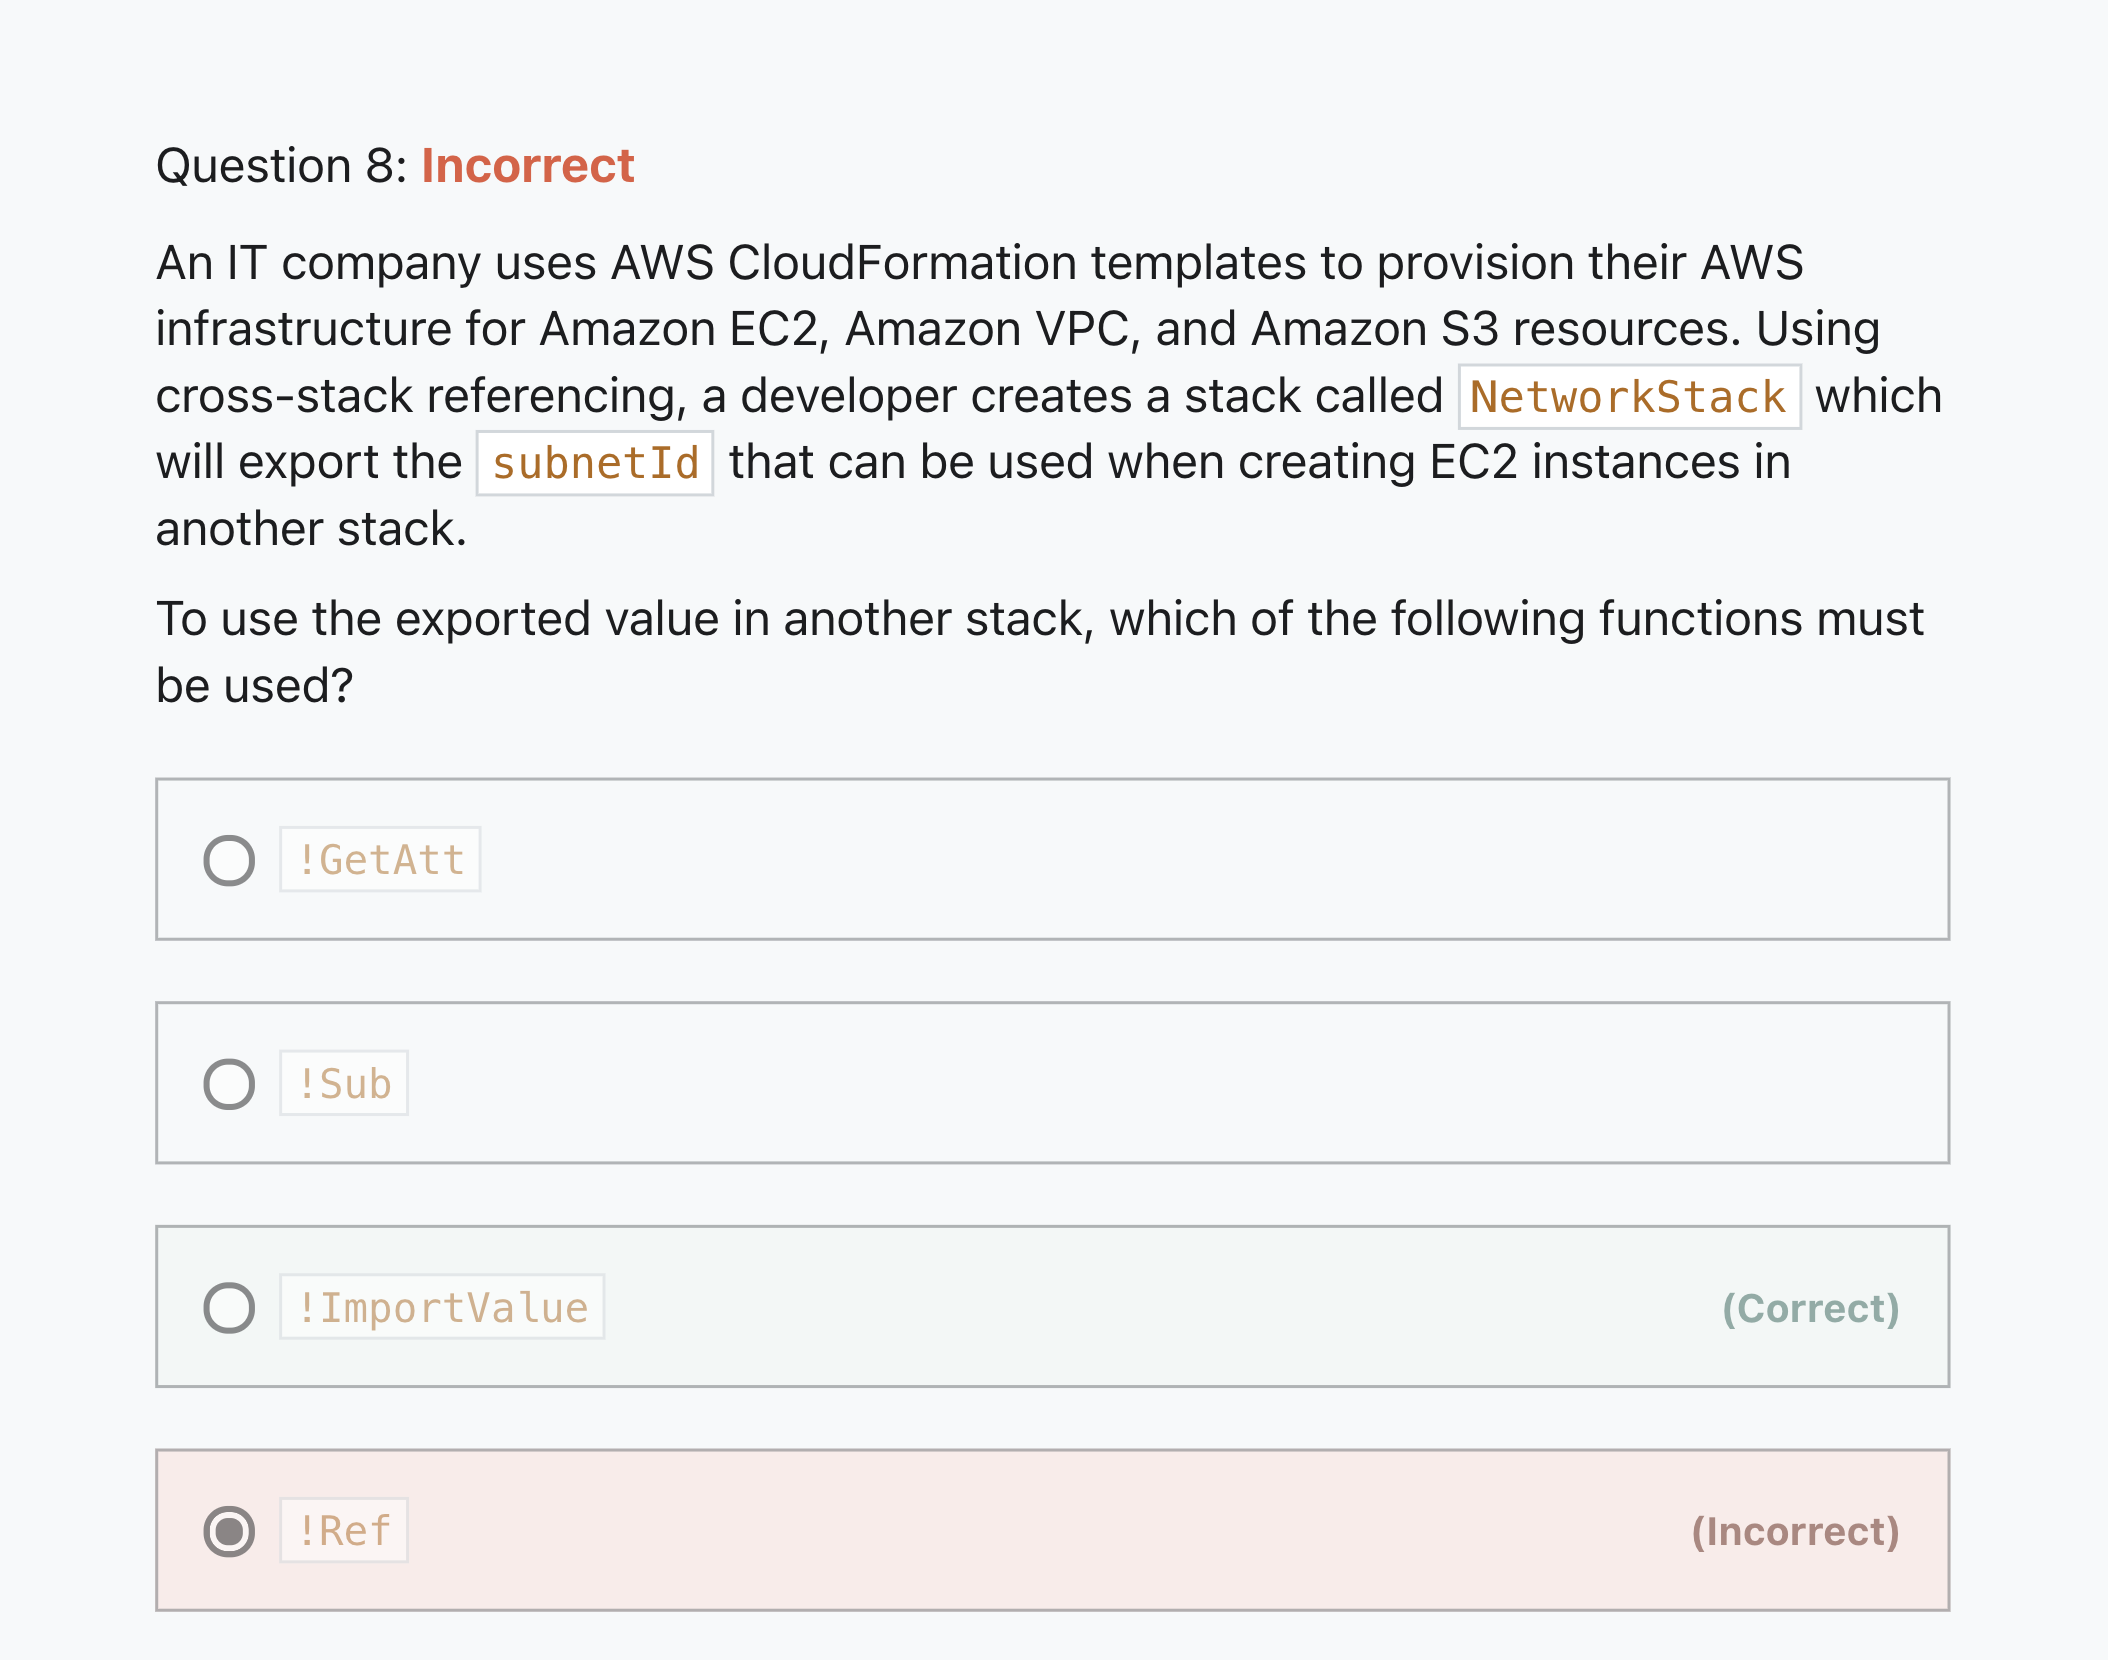 Question 8: Incorrect
An IT company uses AWS CloudFormation templates to provision their AWS
infrastructure for Amazon EC2, Amazon VPC, and Amazon S3 resources. Using
cross-stack referencing, a developer creates a stack called NetworkStack which
will export the subnetId that can be used when creating EC2 instances in
another stack.
To use the exported value in another stack, which of the following functions must
be used?
!GetAtt
!Sub
!ImportValue (Correct)
!Ref (Incorrect)